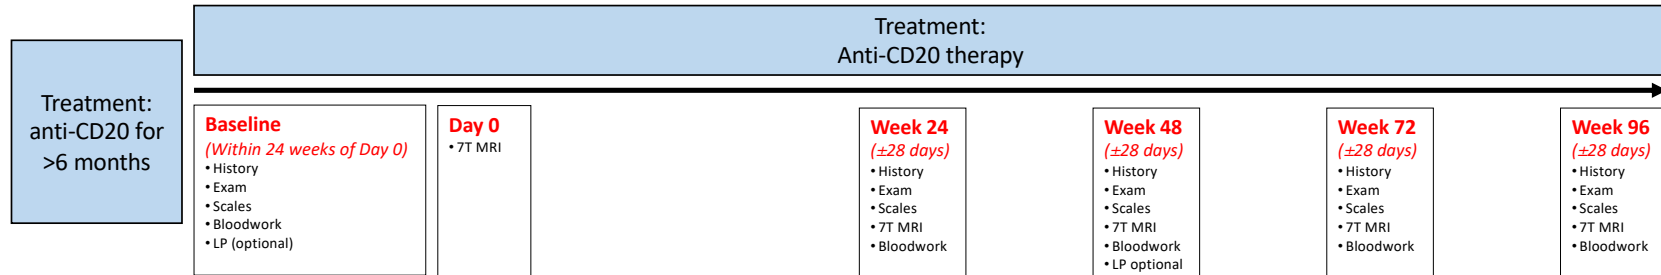 Treatment:
Anti-CD20 therapy
Treatment:
anti-CD20 for
>6 months
Baseline
(Within 24 weeks of Day 0)
• History
• Exam
• Scales
• Bloodwork
• LP (optional)
Day 0
• 7T MRI
Week 24
(±28 days)
• History
• Exam
• Scales
• 7T MRI
• Bloodwork
Week 48
(±28 days)
• History
• Exam
• Scales
• 7T MRI
• Bloodwork
• LP optional
Week 72
(±28 days)
• History
• Exam
• Scales
• 7T MRI
• Bloodwork
Week 96
(±28 days)
• History
• Exam
• Scales
• 7T MRI
• Bloodwork